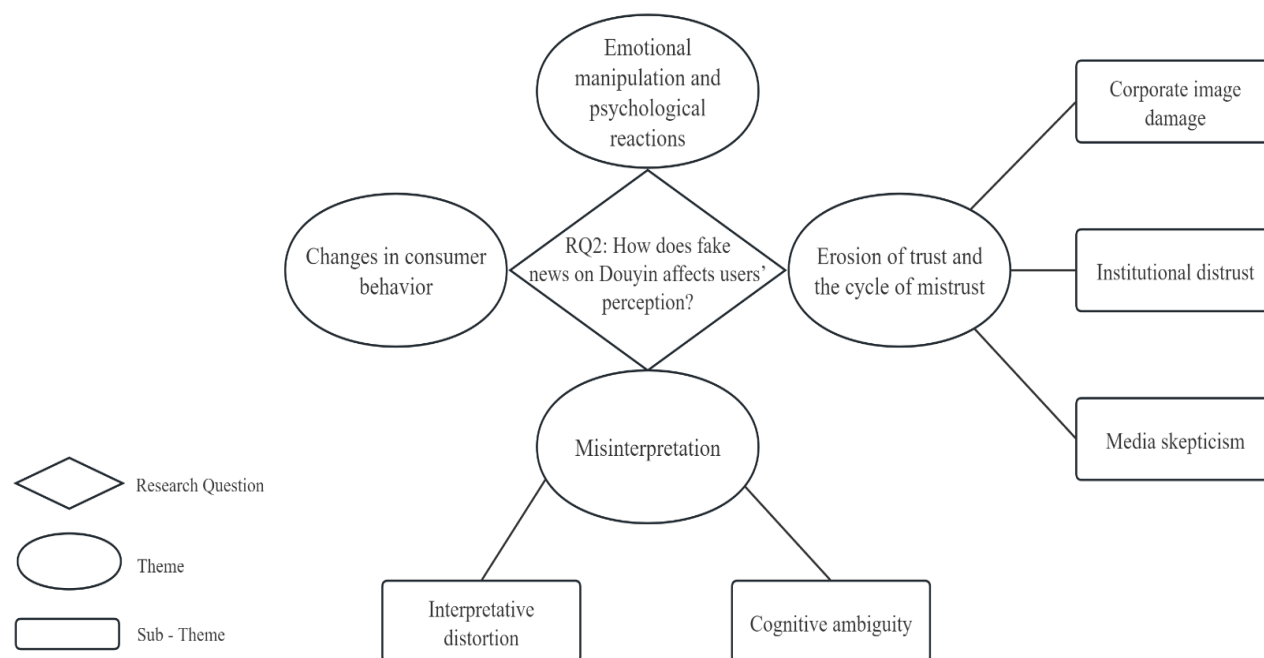 Emotional
manipulation and
psychological
reactions
Corporate image
damage
Changes in consumer
behavior
RQ2: How does fake
news on Douyin affects users’
perception?
Erosion of trust and
the cycle of mistrust
Institutional distrust
Misinterpretation
Media skepticism
Research Question
Theme
Sub - Theme
Interpretative
distortion
Cognitive ambiguity